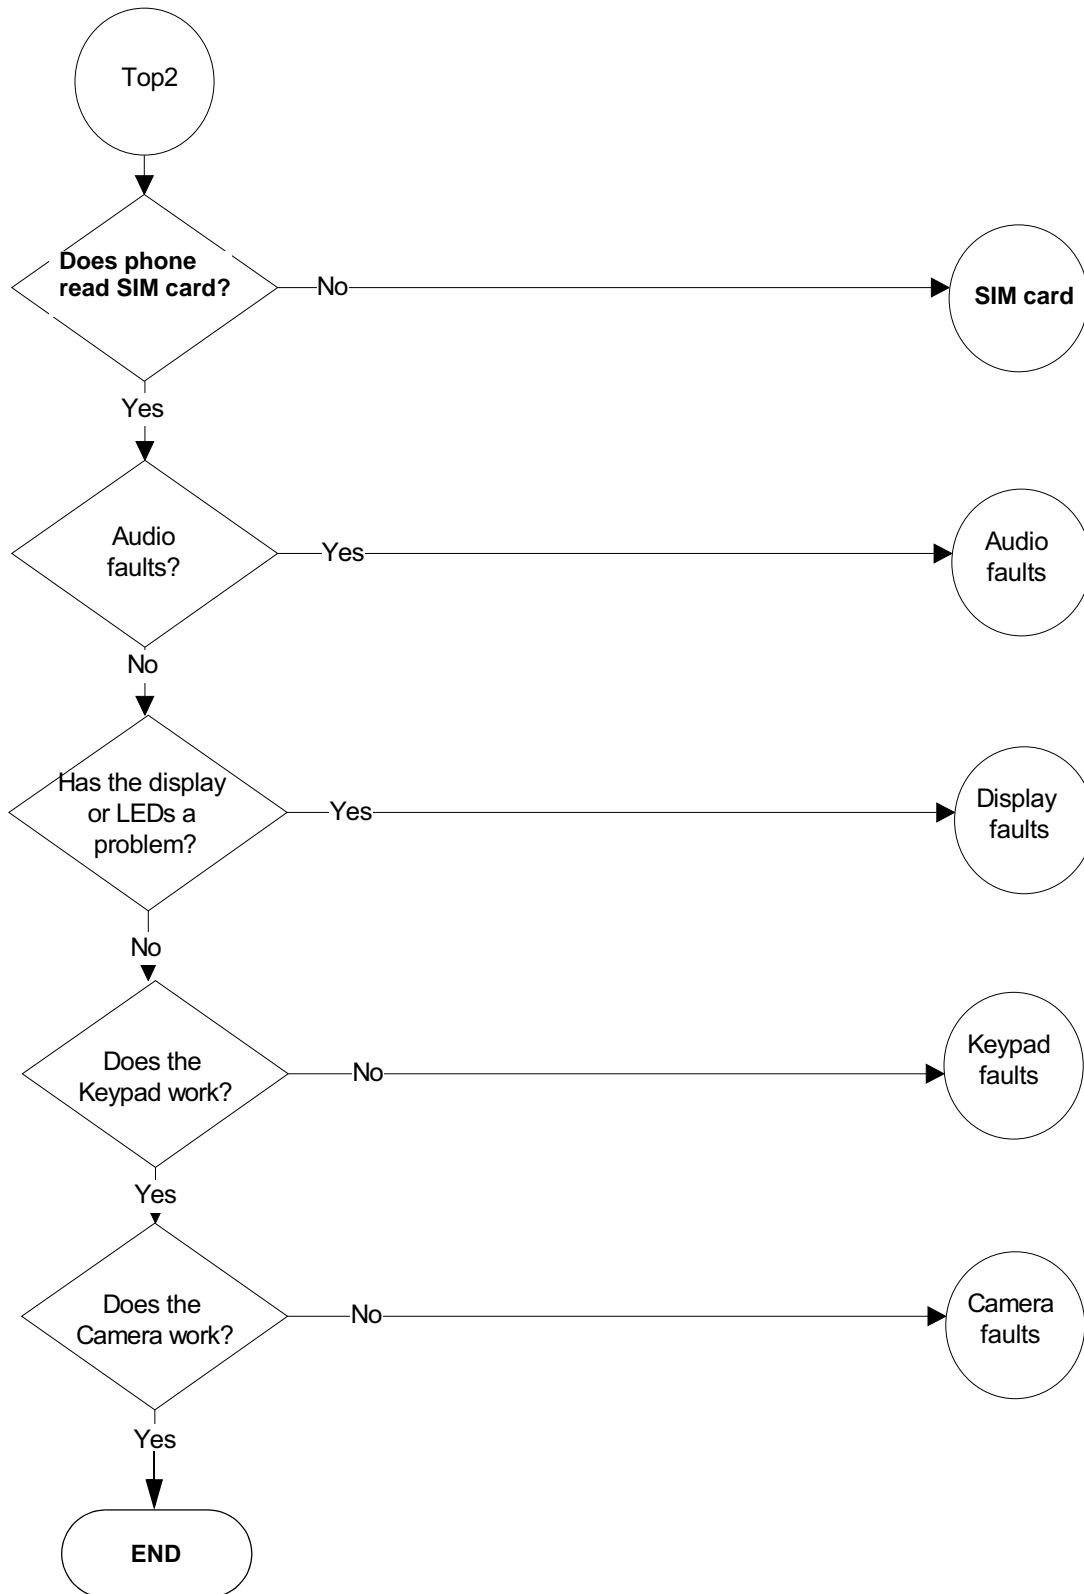 Top2
Does phone
read SIM card?
No
SIM card
Yes
Audio
faults?
Yes
Audio
faults
No
Has the display
or LEDs a
problem?
Yes
Display
faults
No
Does the
Keypad work?
No
Keypad
faults
Yes
Does the
Camera work?
No
Camera
faults
Yes
END